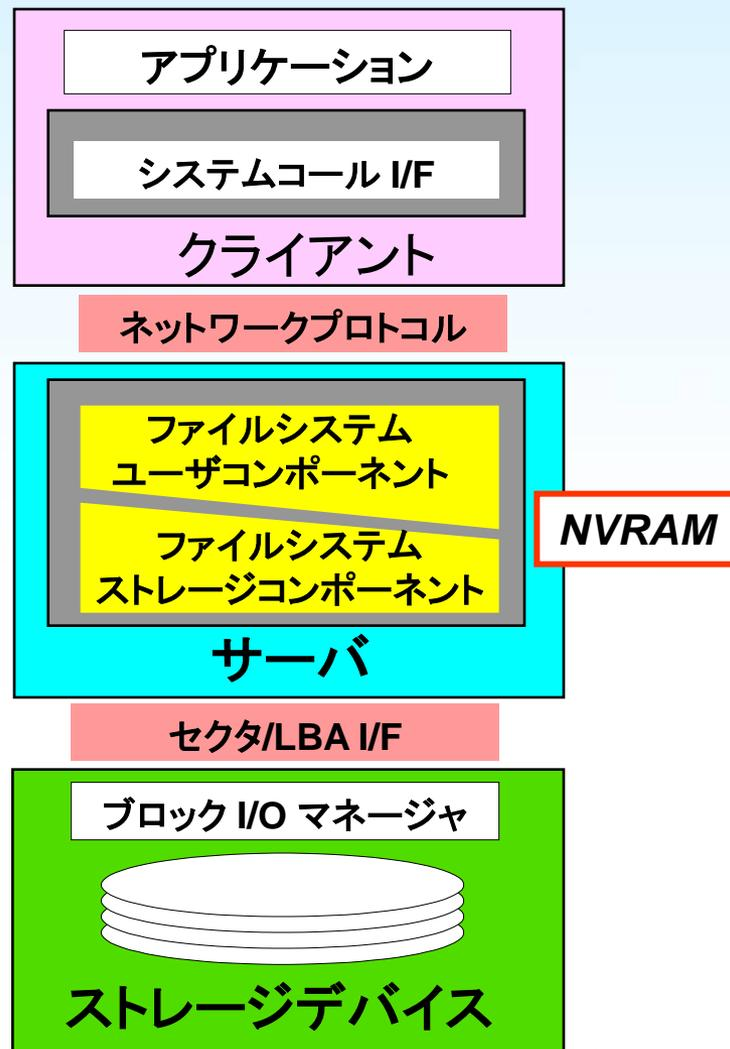 アプリケーション
システムコール I/F
クライアント
ネットワークプロトコル
ファイルシステム
ユーザコンポーネント
ファイルシステム
ストレージコンポーネント
NVRAM
サーバ
セクタ/LBA I/F
ブロック I/O マネージャ
ストレージデバイス